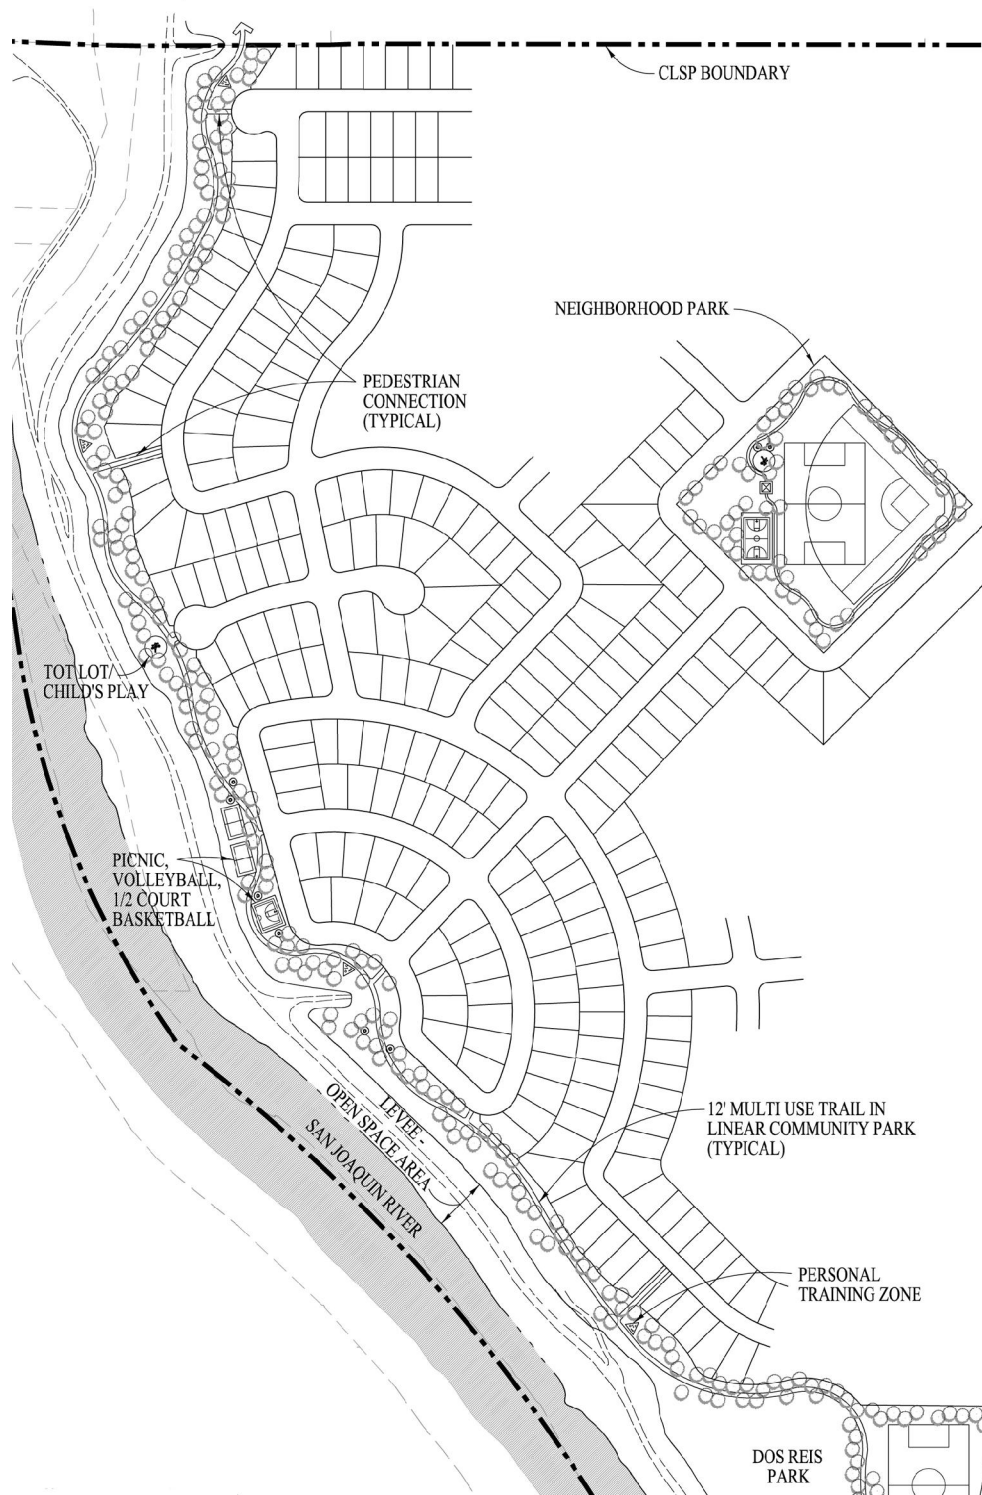 CLSP BOUNDARY
NEIGHBORHOOD PARK
PEDESTRIAN
CONNECTION
(TYPICAL)
TOT LOT/
CHILD'S PLAY
PICNIC,
VOLLEYBALL,
1/2 COURT
BASKETBALL
LEVEE -
OPEN SPACE AREA
SAN JOAQUIN RIVER
12' MULTI USE TRAIL IN
LINEAR COMMUNITY PARK
(TYPICAL)
PERSONAL
TRAINING ZONE
DOS REIS
PARK